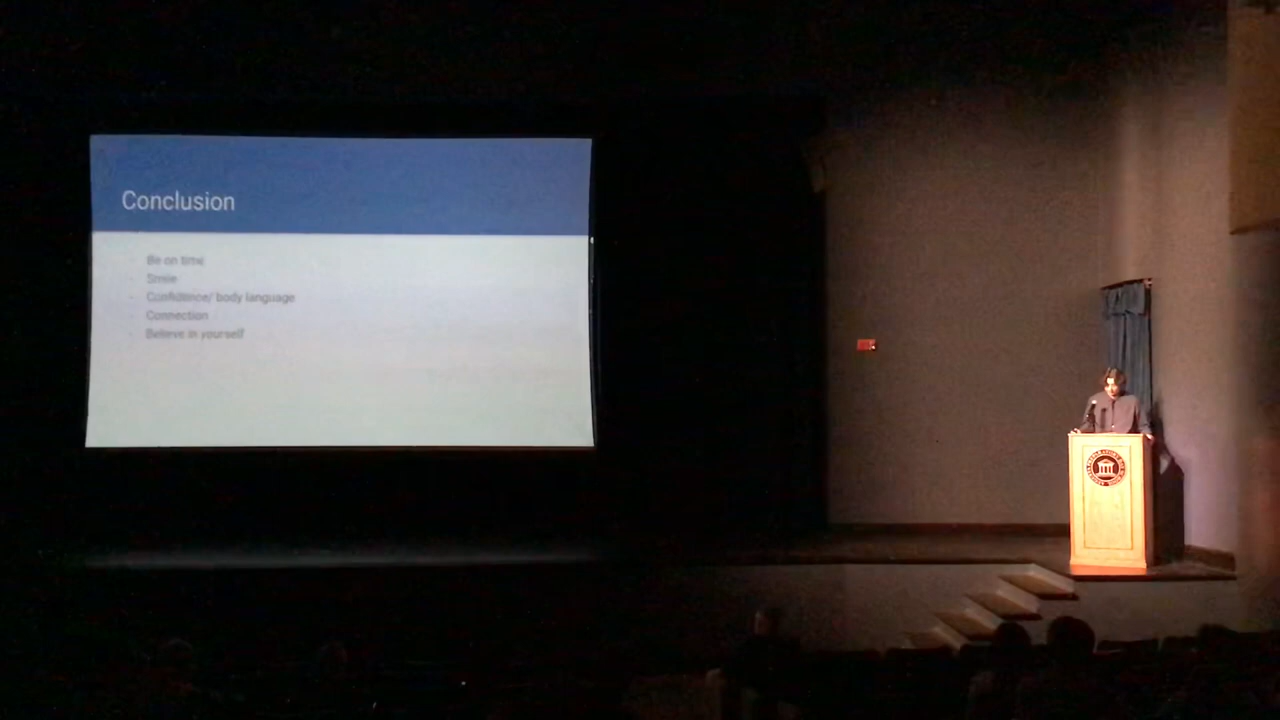 Conclusion
- Be on time
- Smile
- Confidence/ body language
- Connection
- Believe in yourself